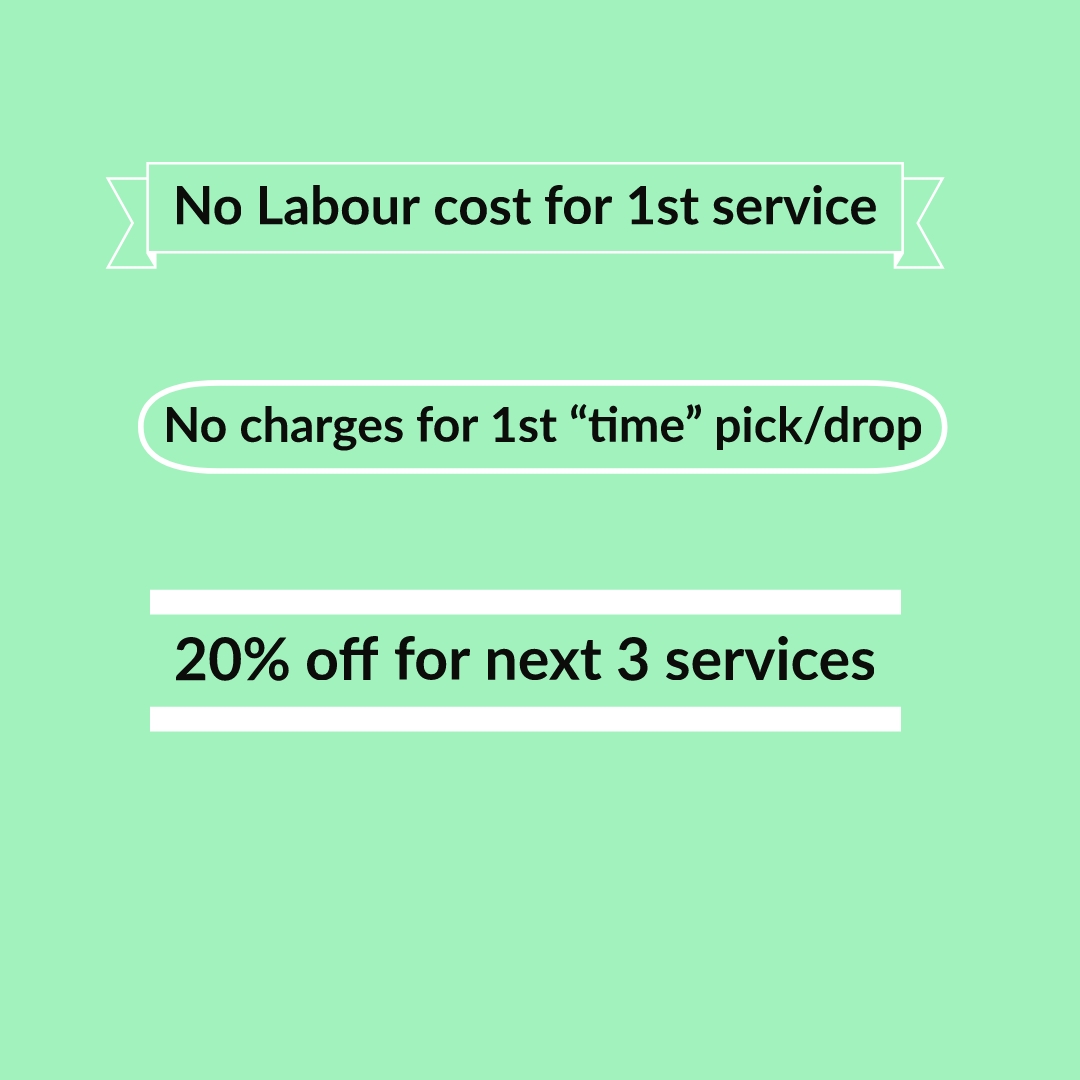 No Labour cost for 1st service
No charges for 1st “time” pick/drop
20% off for next 3 services